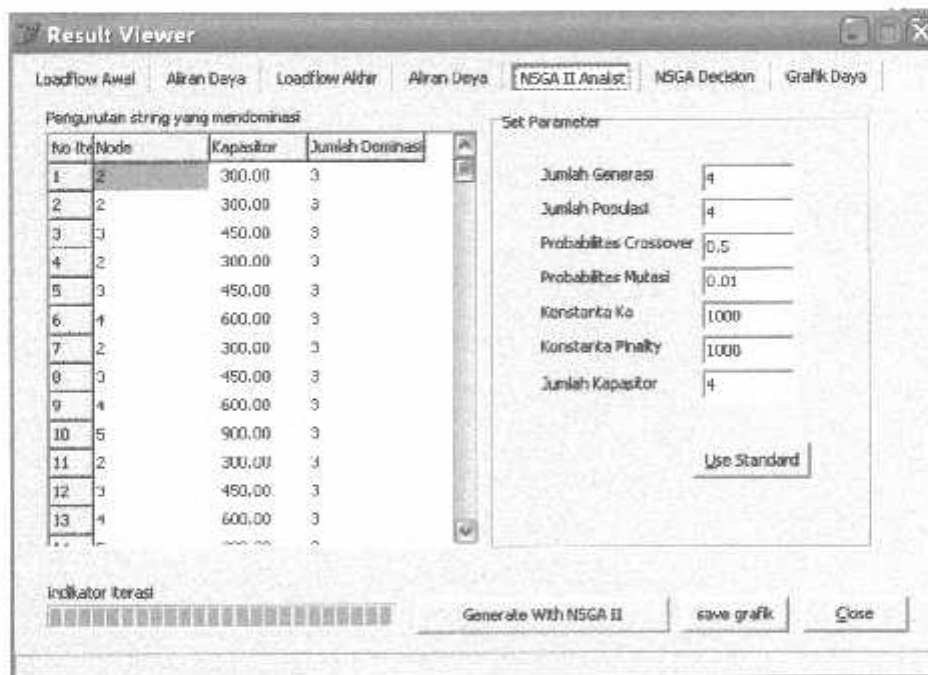 Result Viewer
Loadflow Awal Aliran Daya Loadflow Akhir Aliran Daya NSGA II Analist NSGA Decision Grafik Daya
Pengurutan string yang mendominasi
No Ite Node Kapasitor Jumlah Dominasi
1 2 300.00 3
2 2 300.00 3
3 3 450.00 3
4 2 300.00 3
5 3 450.00 3
6 4 600.00 3
7 2 300.00 3
8 3 450.00 3
9 4 600.00 3
10 5 900.00 3
11 2 300.00 3
12 3 450.00 3
13 4 600.00 3
Set Parameter
Jumlah Generasi 4
Jumlah Populasi 4
Probabilitas Crossover 0.5
Probabilitas Mutasi 0.01
Konstanta Ka 1000
Konstanta Pinalty 1000
Jumlah Kapasitor 4
Use Standard
Indikator iterasi
Generate With NSGA II save grafik Close